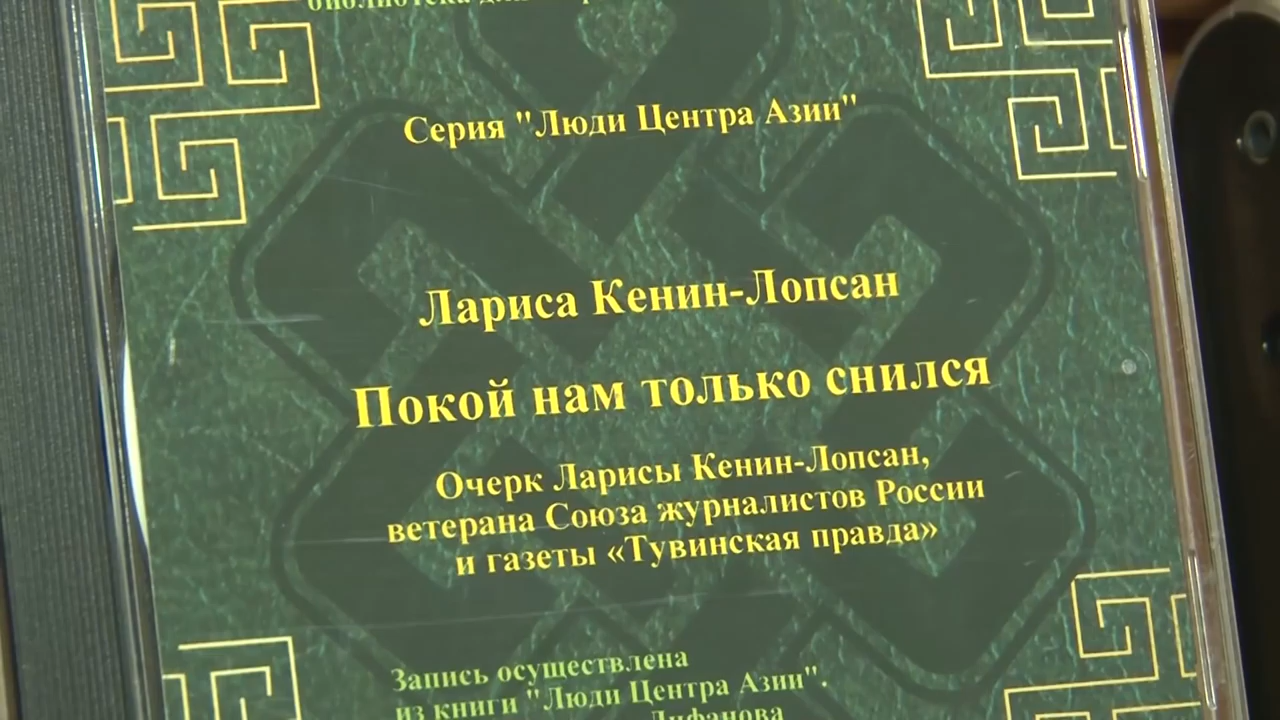 Серия "Люди Центра Азии"
Лариса Кенин-Лопсан
Покой нам только снился
Очерк Ларисы Кенин-Лопсан,
ветерана Союза журналистов России
и газеты «Тувинская правда»
Запись осуществлена
из книги "Люди Центра Азии".